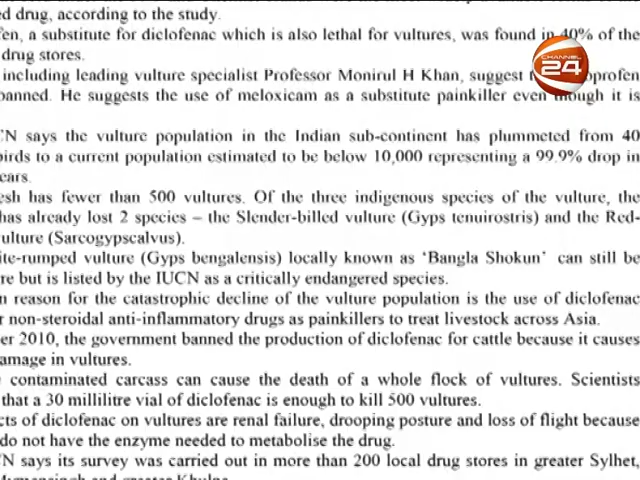 ed drug, according to the study.
fen, a substitute for diclofenac which is also lethal for vultures, was found in 40% of the
drug stores.
including leading vulture specialist Professor Monirul H Khan, suggest oprofen
banned. He suggests the use of meloxicam as a substitute painkiller even though it is
CN says the vulture population in the Indian sub-continent has plummeted from 40
birds to a current population estimated to be below 10,000 representing a 99.9% drop in
ears.
esh has fewer than 500 vultures. Of the three indigenous species of the vulture, the
has already lost 2 species – the Slender-billed vulture (Gyps tenuirostris) and the Red-
ulture (Sarcogypscalvus).
ite-rumped vulture (Gyps bengalensis) locally known as ‘Bangla Shokun’ can still be
re but is listed by the IUCN as a critically endangered species.
n reason for the catastrophic decline of the vulture population is the use of diclofenac
r non-steroidal anti-inflammatory drugs as painkillers to treat livestock across Asia.
er 2010, the government banned the production of diclofenac for cattle because it causes
amage in vultures.
contaminated carcass can cause the death of a whole flock of vultures. Scientists
that a 30 millilitre vial of diclofenac is enough to kill 500 vultures.
cts of diclofenac on vultures are renal failure, drooping posture and loss of flight because
do not have the enzyme needed to metabolise the drug.
CN says its survey was carried out in more than 200 local drug stores in greater Sylhet,
CHANNEL
24